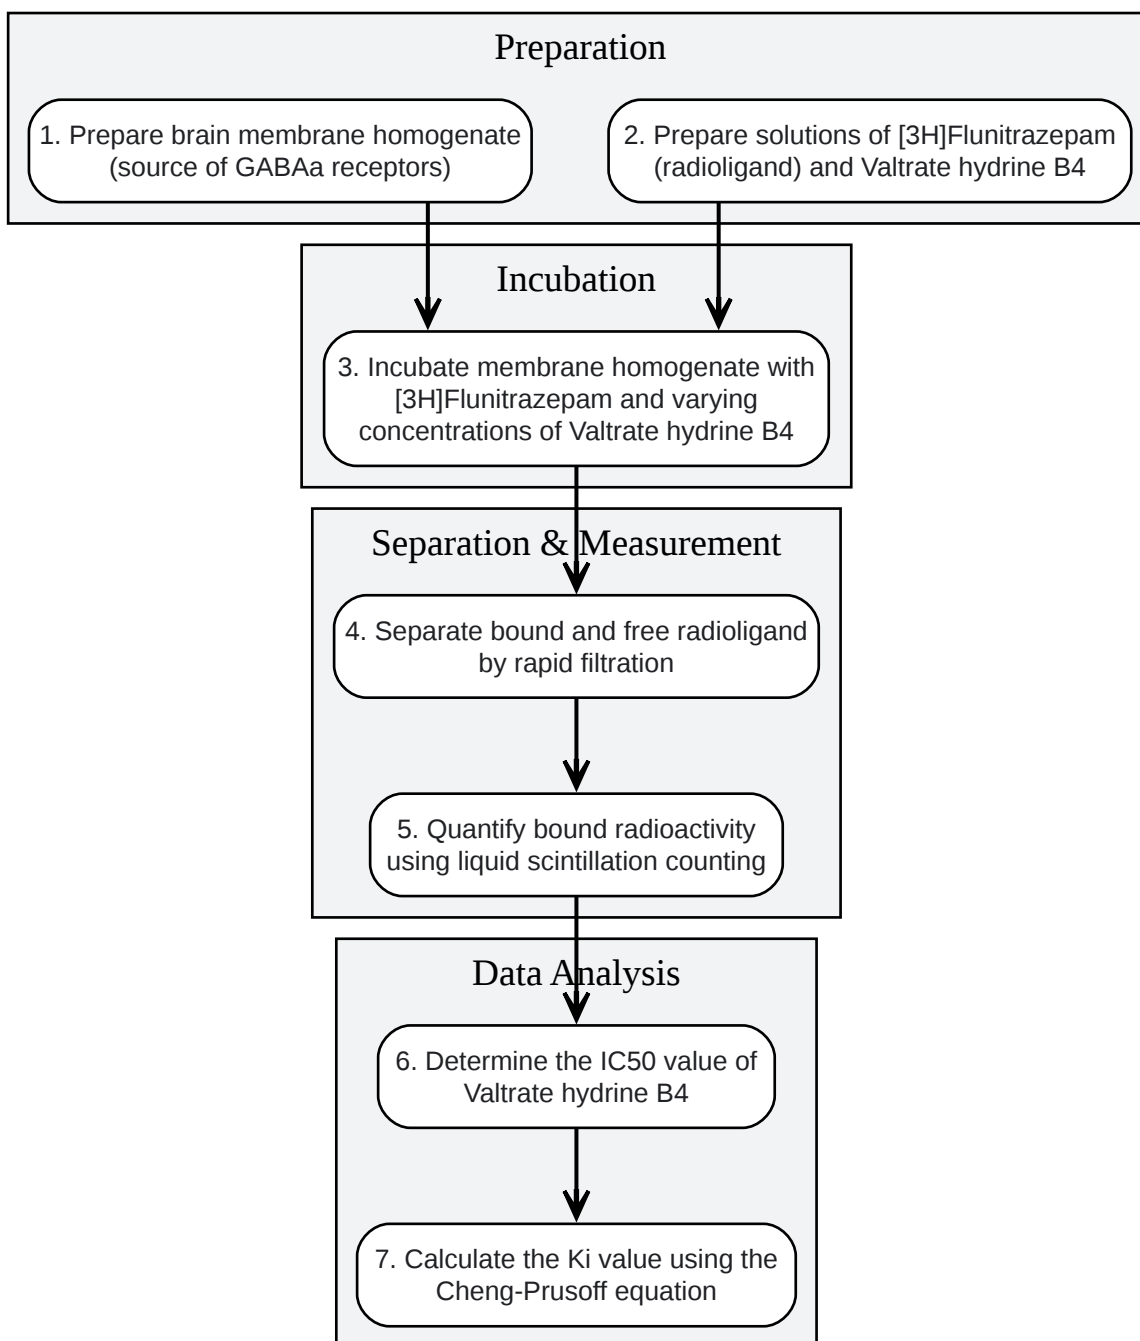 Preparation
1. Prepare brain membrane homogenate
(source of GABAa receptors)
2. Prepare solutions of [3H]Flunitrazepam
(radioligand) and Valtrate hydrine B4
Incubation
3. Incubate membrane homogenate with
[3H]Flunitrazepam and varying
concentrations of Valtrate hydrine B4
Separation & Measurement
4. Separate bound and free radioligand
by rapid filtration
5. Quantify bound radioactivity
using liquid scintillation counting
Data Analysis
6. Determine the IC50 value of
Valtrate hydrine B4
7. Calculate the Ki value using the
Cheng-Prusoff equation